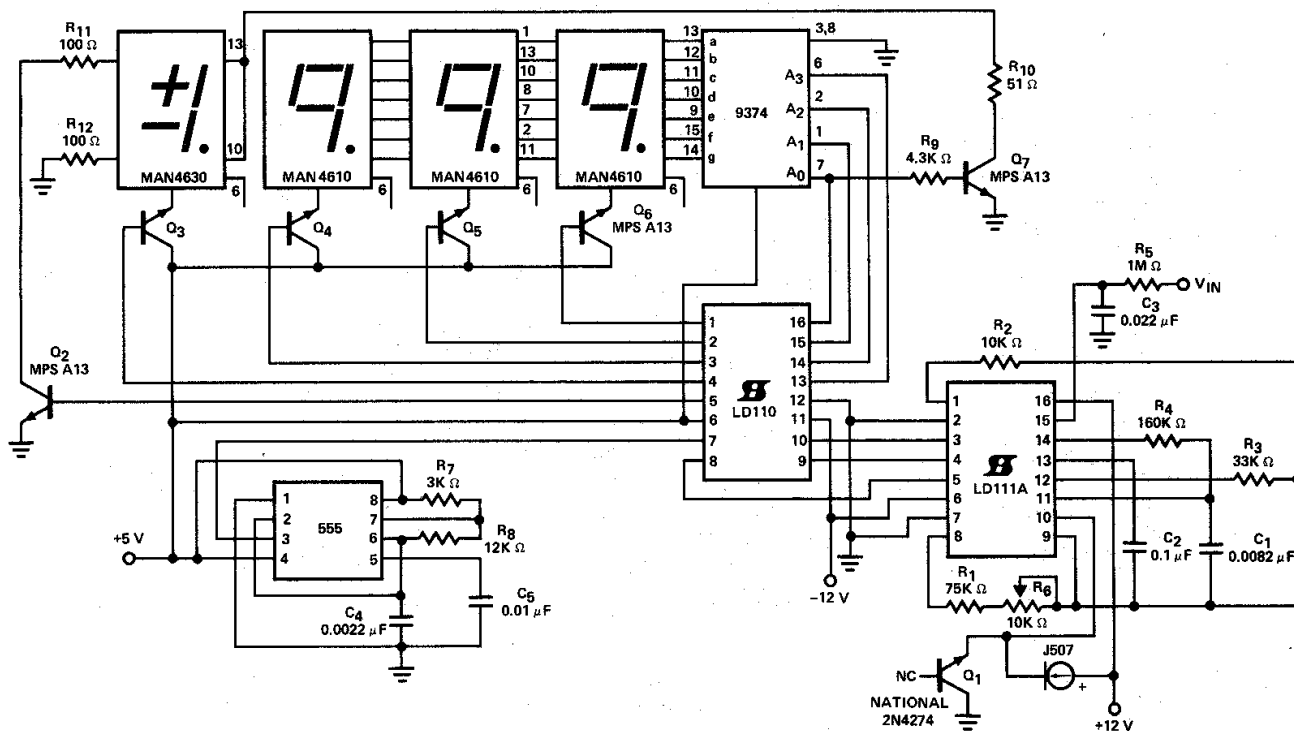 R11
100 Ω
R12
100 Ω
+1
−1.
13
10
MAN4630
6
9.
MAN4610
6
9.
MAN4610
6
1
13
10
8
7
2
11
9.
MAN4610
6
13
12
11
10
9
15
14
a
b
c
d
e
f
g
9374
A3
A2
A1
A0
3,8
6
2
1
7
R9
4.3K Ω
R10
51 Ω
Q7
MPS A13
Q3
Q4
Q5
Q6
MPS A13
Q2
MPS A13
1
2
3
4
5
6
7
8
LD110
16
15
14
13
12
11
10
9
R5
1M Ω
VIN
C3
0.022 μF
R2
10K Ω
1
2
3
4
5
6
7
8
LD111A
16
15
14
13
12
11
10
9
R4
160K Ω
R3
33K Ω
C2
0.1 μF
C1
0.0082 μF
R1
75K Ω
R6
10K Ω
−12 V
+5 V
1
2
3
4
555
8
7
6
5
R7
3K Ω
R8
12K Ω
C4
0.0022 μF
C5
0.01 μF
NC
Q1
NATIONAL
2N4274
J507
+
+12 V